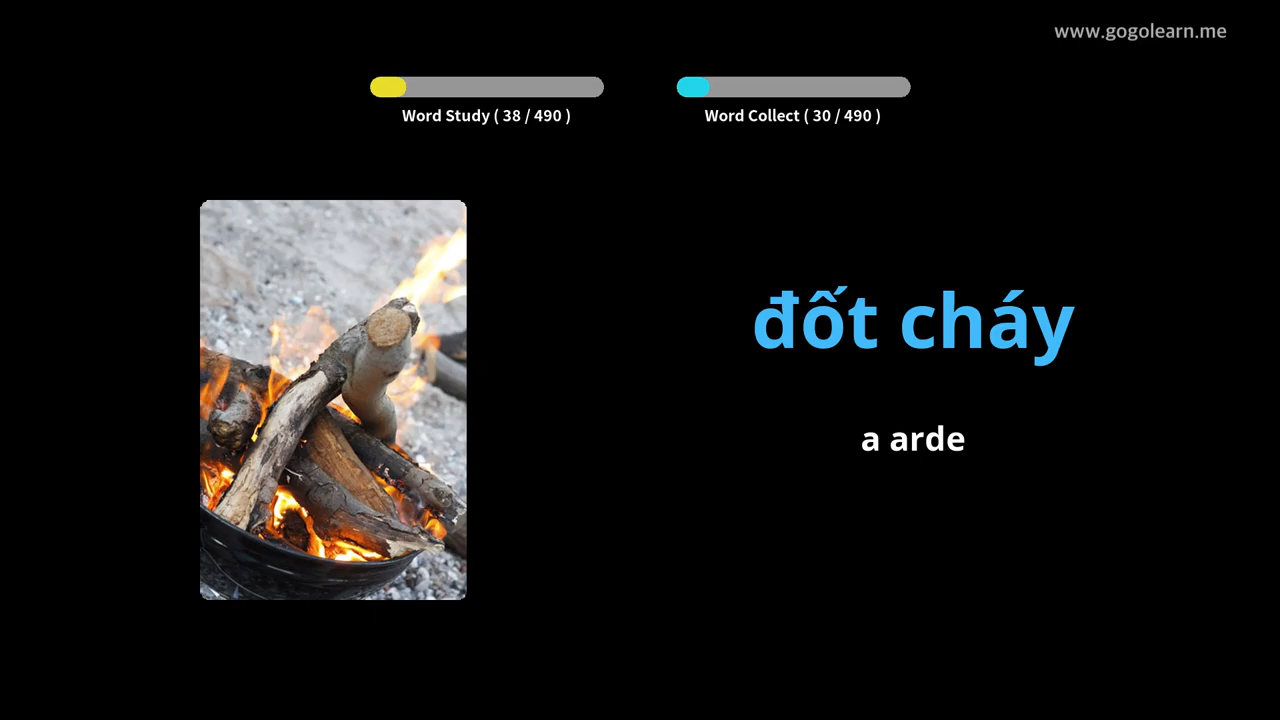 www.gogolearn.me
Word Study ( 38 / 490 )
Word Collect ( 30 / 490 )
đốt cháy
a arde